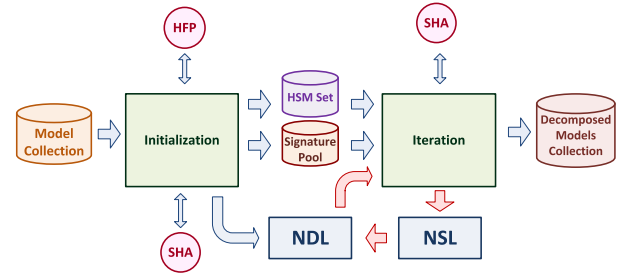 HFP
SHA
HSM Set
Model
Collection
Initialization
Signature
Pool
Iteration
Decomposed
Models
Collection
SHA
NDL
NSL